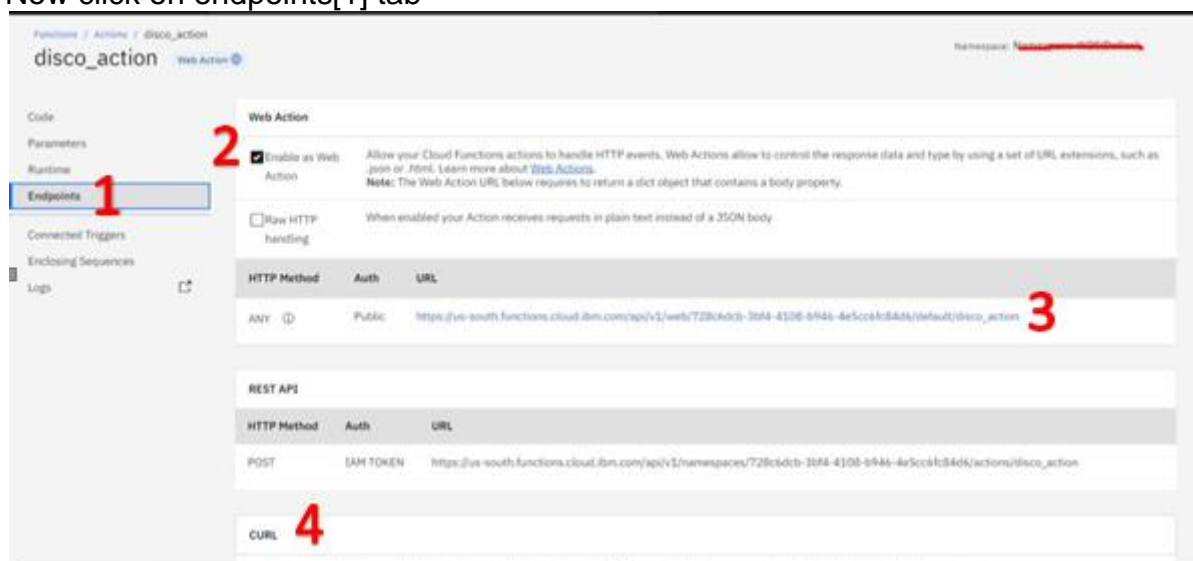 Now click on endpoints[1] tab
Functions / Actions / disco_action
disco_action Web Action
Namespace:
Code
Parameters
Runtime
Endpoints 1
Connected Triggers
Enclosing Sequences
Logs
Web Action
2
Enable as Web Action
Allow your Cloud Functions actions to handle HTTP events. Web Actions allow to control the response data and type by using a set of URL extensions, such as
.json or .html. Learn more about Web Actions.
Note: The Web Action URL below requires to return a dict object that contains a body property.
Raw HTTP handling
When enabled your Action receives requests in plain text instead of a JSON body
HTTP Method Auth URL
ANY Public https://us-south.functions.cloud.ibm.com/api/v1/web/728c6dcb-3bf4-4108-b946-4e5cc6fc84d6/default/disco_action 3
REST API
HTTP Method Auth URL
POST IAM TOKEN https://us-south.functions.cloud.ibm.com/api/v1/namespaces/728c6dcb-3bf4-4108-b946-4e5cc6fc84d6/actions/disco_action
CURL 4